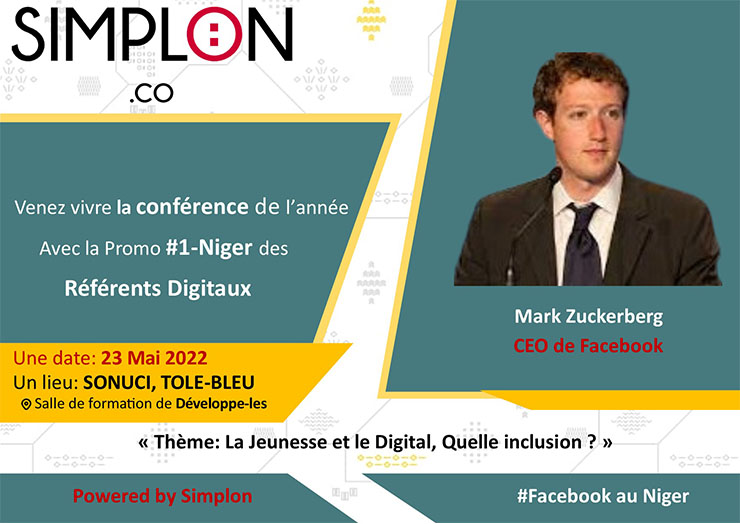 SIMPLON
.CO
Venez vivre la conférence de l'année
Avec la Promo #1-Niger des
Référents Digitaux
Une date: 23 Mai 2022
Un lieu: SONUCI, TOLE-BLEU
Salle de formation de Développe-les
Mark Zuckerberg
CEO de Facebook
« Thème: La Jeunesse et le Digital, Quelle inclusion ? »
Powered by Simplon
#Facebook au Niger